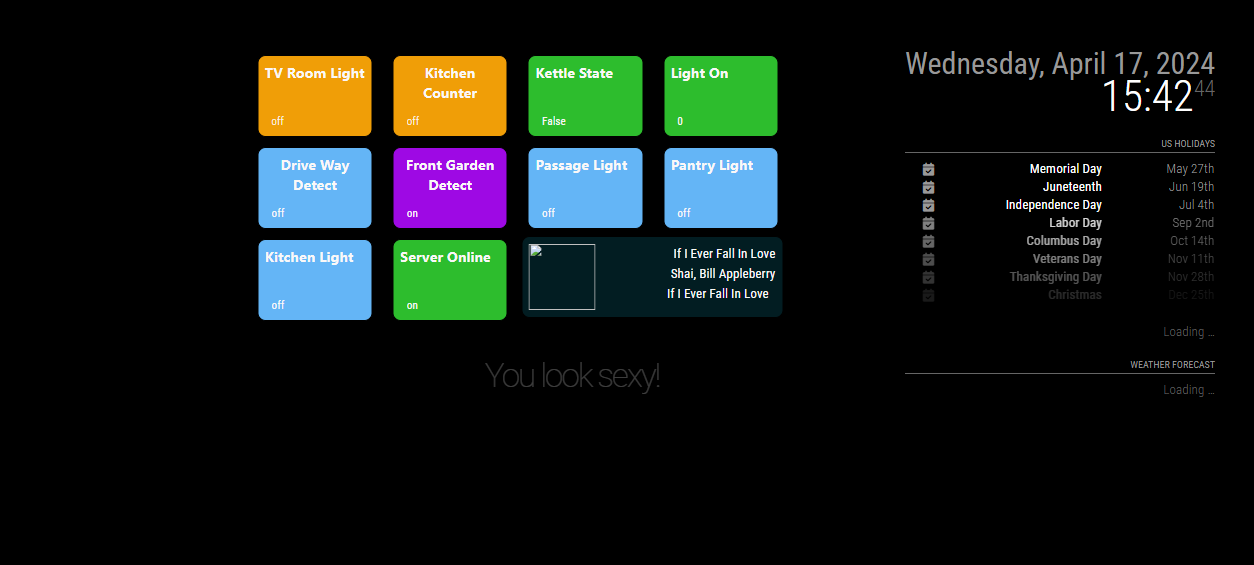 TV Room Light
off
Kitchen
Counter
off
Kettle State
False
Light On
0
Drive Way
Detect
off
Front Garden
Detect
on
Passage Light
off
Pantry Light
off
Kitchen Light
off
Server Online
on
If I Ever Fall In Love
Shai, Bill Appleberry
If I Ever Fall In Love
You look sexy!
Wednesday, April 17, 2024
15:42 44
US HOLIDAYS
Memorial Day May 27th
Juneteenth Jun 19th
Independence Day Jul 4th
Labor Day Sep 2nd
Columbus Day Oct 14th
Veterans Day Nov 11th
Thanksgiving Day Nov 28th
Christmas Dec 25th
Loading …
WEATHER FORECAST
Loading …